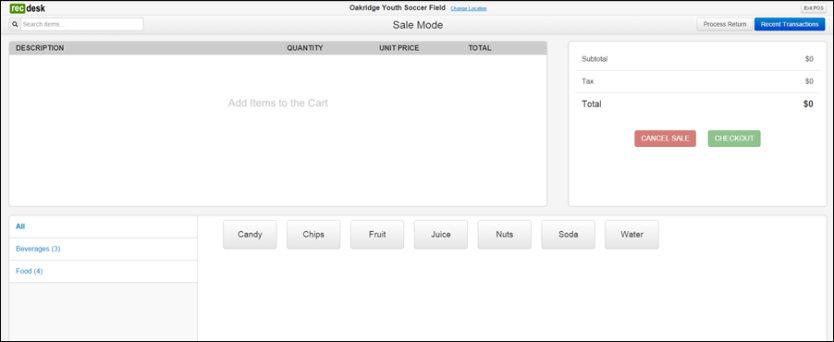 recdesk
Oakridge Youth Soccer Field Change Location
Exit POS
Search items...
Sale Mode
Process Return
Recent Transactions
DESCRIPTION QUANTITY UNIT PRICE TOTAL
Add Items to the Cart
Subtotal $0
Tax $0
Total $0
CANCEL SALE CHECKOUT
All
Beverages (3)
Food (4)
Candy Chips Fruit Juice Nuts Soda Water